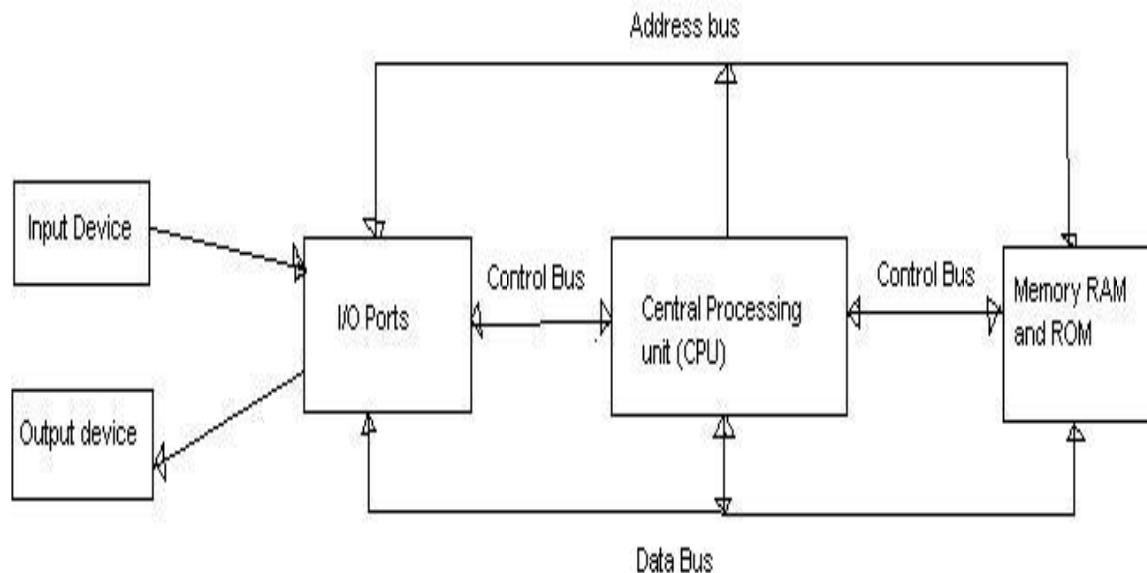 Address bus
Input Device
I/O Ports
Control Bus
Central Processing
unit (CPU)
Control Bus
Memory RAM
and ROM
Output device
Data Bus